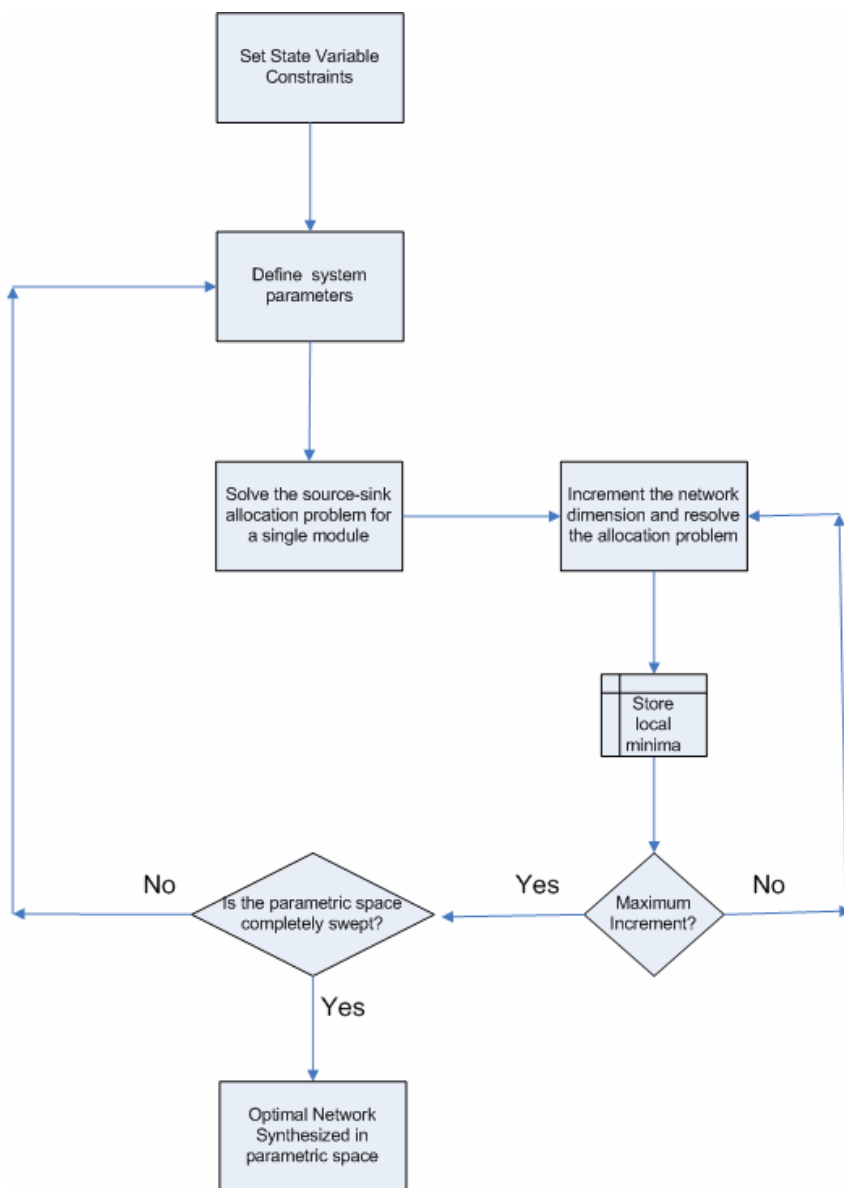 Set State Variable
Constraints
Define system
parameters
Solve the source-sink
allocation problem for
a single module
Increment the network
dimension and resolve
the allocation problem
Store
local
minima
No
Is the parametric space
completely swept?
Yes
Maximum
Increment?
No
Yes
Optimal Network
Synthesized in
parametric space